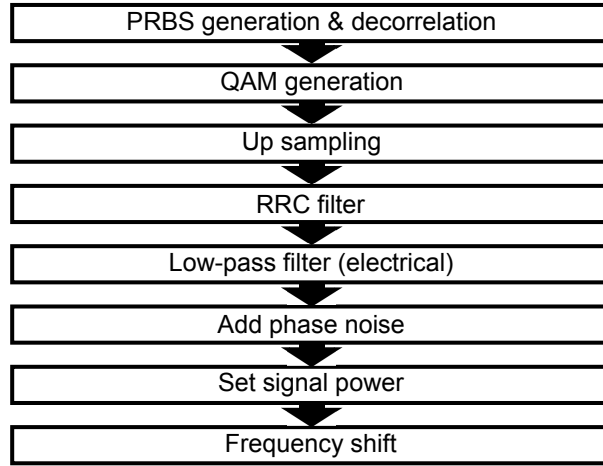 PRBS generation & decorrelation
QAM generation
Up sampling
RRC filter
Low-pass filter (electrical)
Add phase noise
Set signal power
Frequency shift